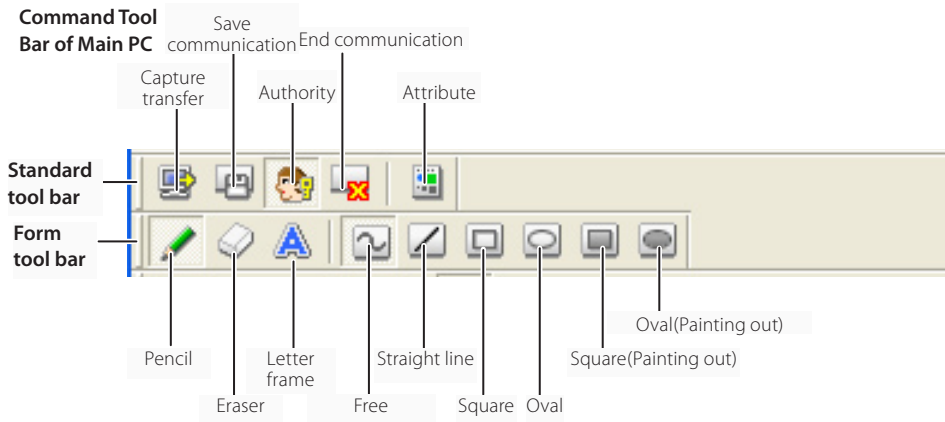 Command Tool
Bar of Main PC
Save
communication
End communication
Capture
transfer
Authority
Attribute
Standard
tool bar
Form
tool bar
Oval(Painting out)
Pencil
Letter
frame
Straight line
Square(Painting out)
Eraser
Free
Square
Oval